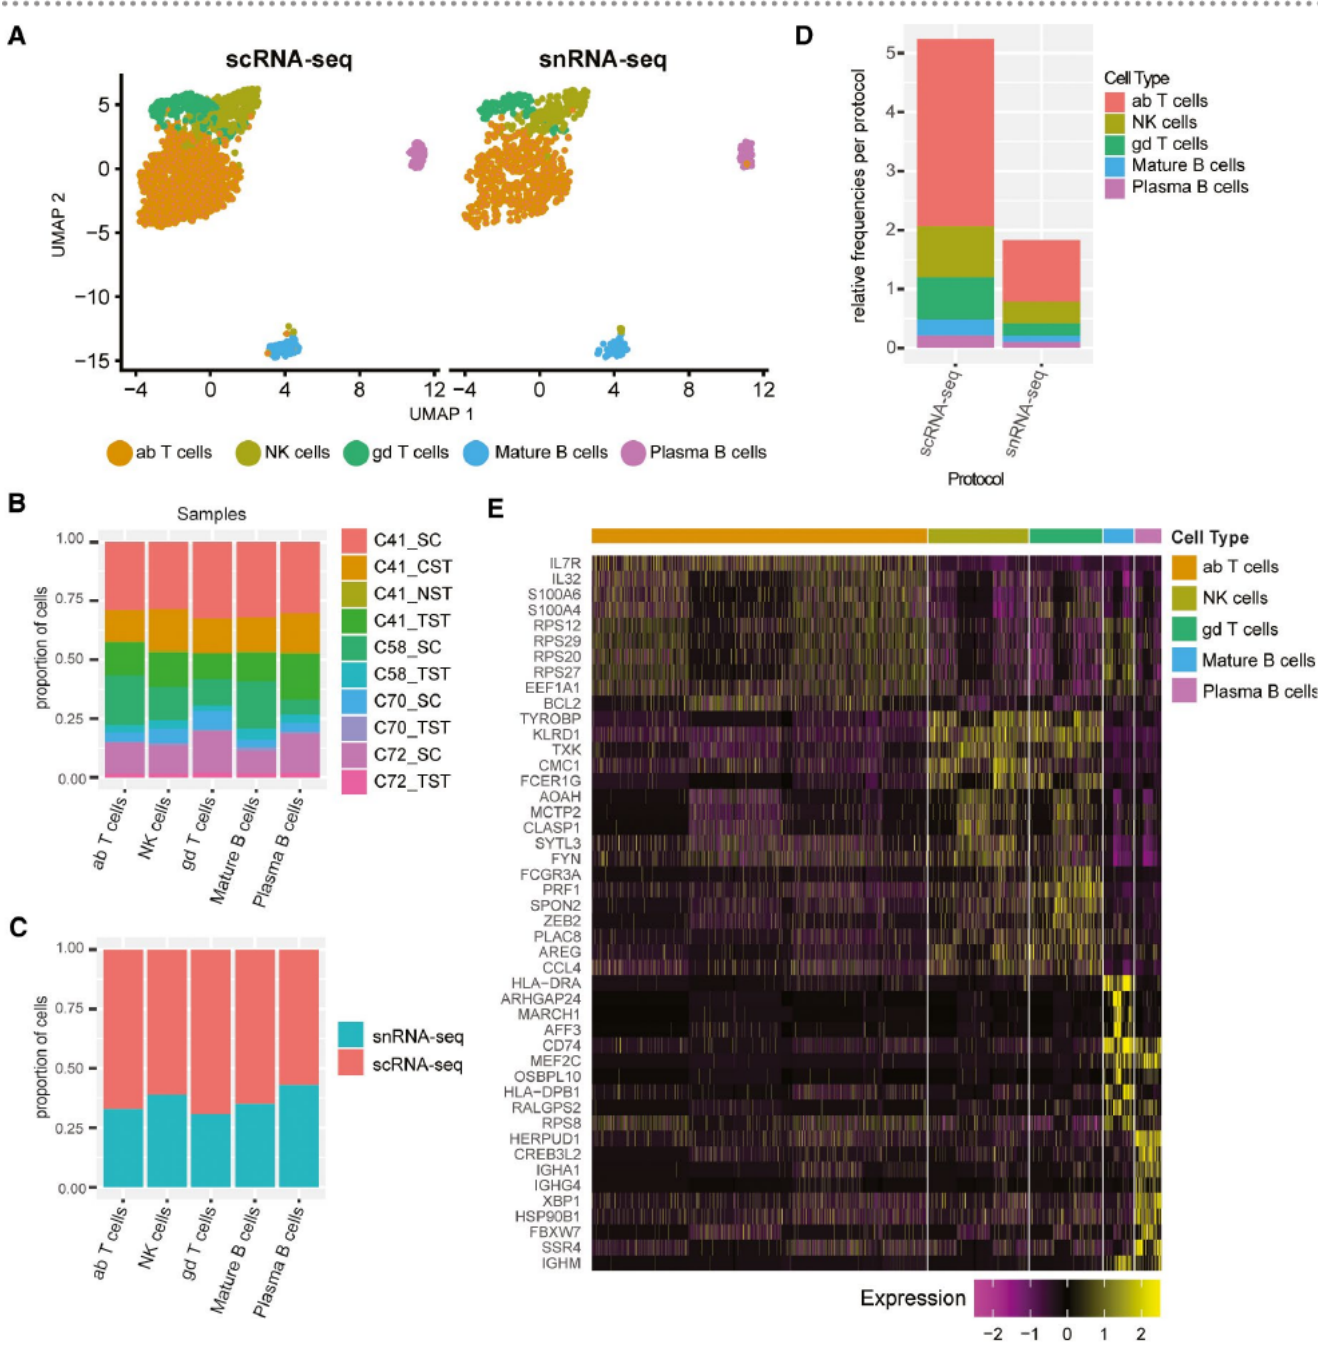 A
scRNA-seq
snRNA-seq
UMAP 2
5
0
−5
−10
−15
−4 0 4 8 12
−4 0 4 8 12
UMAP 1
ab T cells
NK cells
gd T cells
Mature B cells
Plasma B cells
D
relative frequencies per protocol
5
4
3
2
1
0
scRNA-seq
snRNA-seq
Protocol
Cell Type
ab T cells
NK cells
gd T cells
Mature B cells
Plasma B cells
B
Samples
proportion of cells
1.00
0.75
0.50
0.25
0.00
ab T cells
NK cells
gd T cells
Mature B cells
Plasma B cells
C41_SC
C41_CST
C41_NST
C41_TST
C58_SC
C58_TST
C70_SC
C70_TST
C72_SC
C72_TST
C
proportion of cells
1.00
0.75
0.50
0.25
0.00
ab T cells
NK cells
gd T cells
Mature B cells
Plasma B cells
snRNA-seq
scRNA-seq
E
IL7R
IL32
S100A6
S100A4
RPS12
RPS29
RPS20
RPS27
EEF1A1
BCL2
TYROBP
KLRD1
TXK
CMC1
FCER1G
AOAH
MCTP2
CLASP1
SYTL3
FYN
FCGR3A
PRF1
SPON2
ZEB2
PLAC8
AREG
CCL4
HLA−DRA
ARHGAP24
MARCH1
AFF3
CD74
MEF2C
OSBPL10
HLA−DPB1
RALGPS2
RPS8
HERPUD1
CREB3L2
IGHA1
IGHG4
XBP1
HSP90B1
FBXW7
SSR4
IGHM
Cell Type
ab T cells
NK cells
gd T cells
Mature B cells
Plasma B cells
Expression
−2 −1 0 1 2